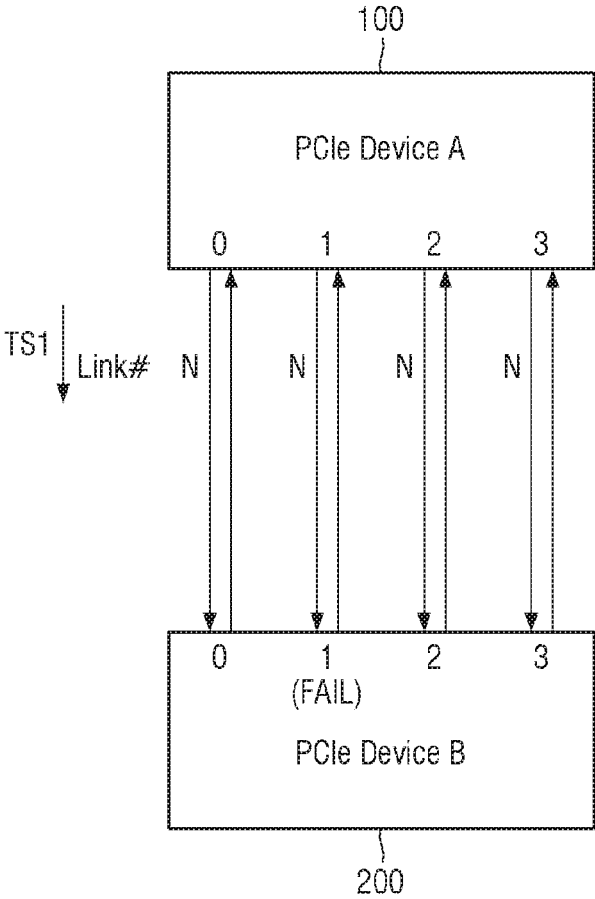 100
PCIe Device A
0 1 2 3
TS1
Link# N N N N
0 1 2 3
(FAIL)
PCIe Device B
200